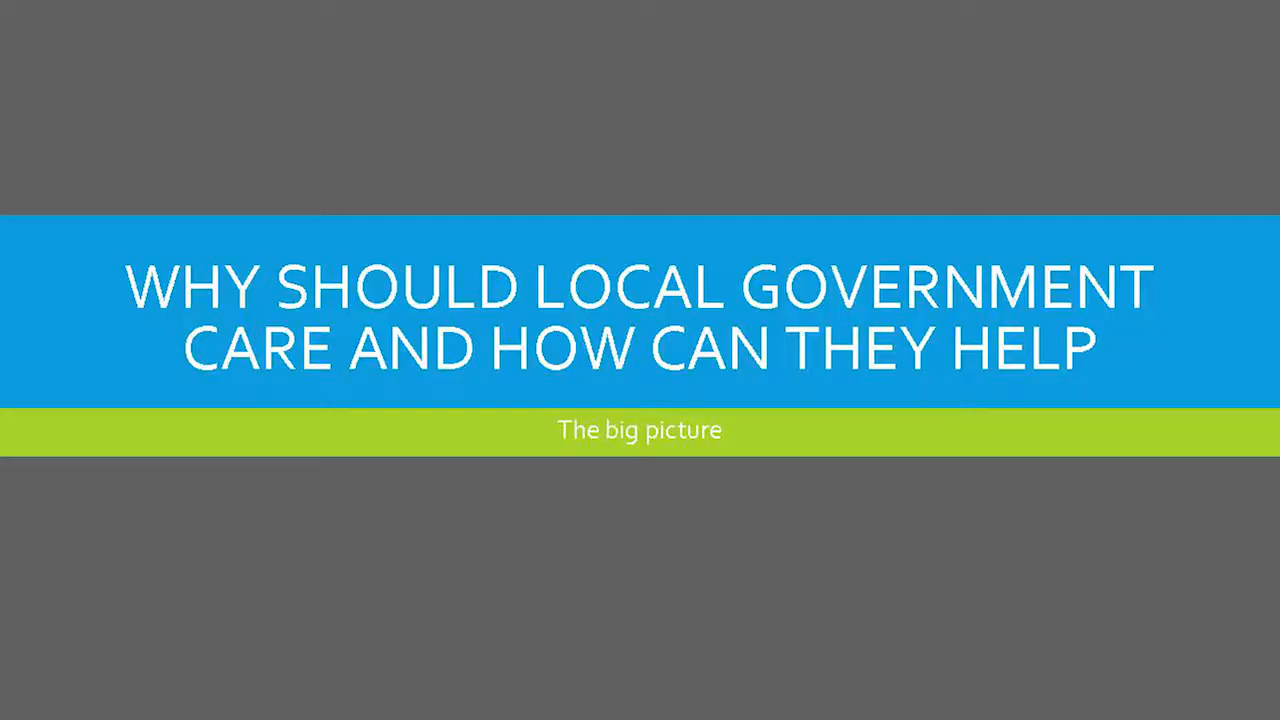 WHY SHOULD LOCAL GOVERNMENT
CARE AND HOW CAN THEY HELP
The big picture